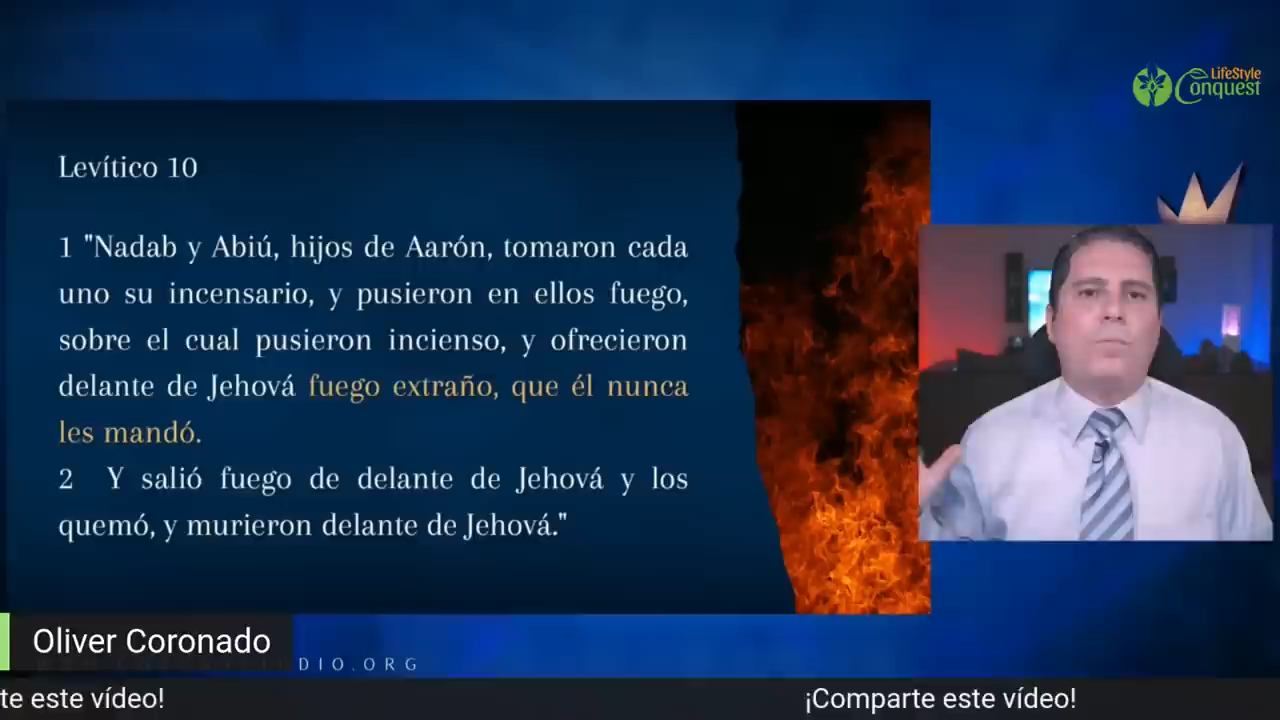 LifeStyle
Conquest
Levítico 10
1 "Nadab y Abiú, hijos de Aarón, tomaron cada
uno su incensario, y pusieron en ellos fuego,
sobre el cual pusieron incienso, y ofrecieron
delante de Jehová fuego extraño, que él nunca
les mandó.
2 Y salió fuego de delante de Jehová y los
quemó, y murieron delante de Jehová."
Oliver Coronado
DIO.ORG
te este vídeo! ¡Comparte este vídeo!